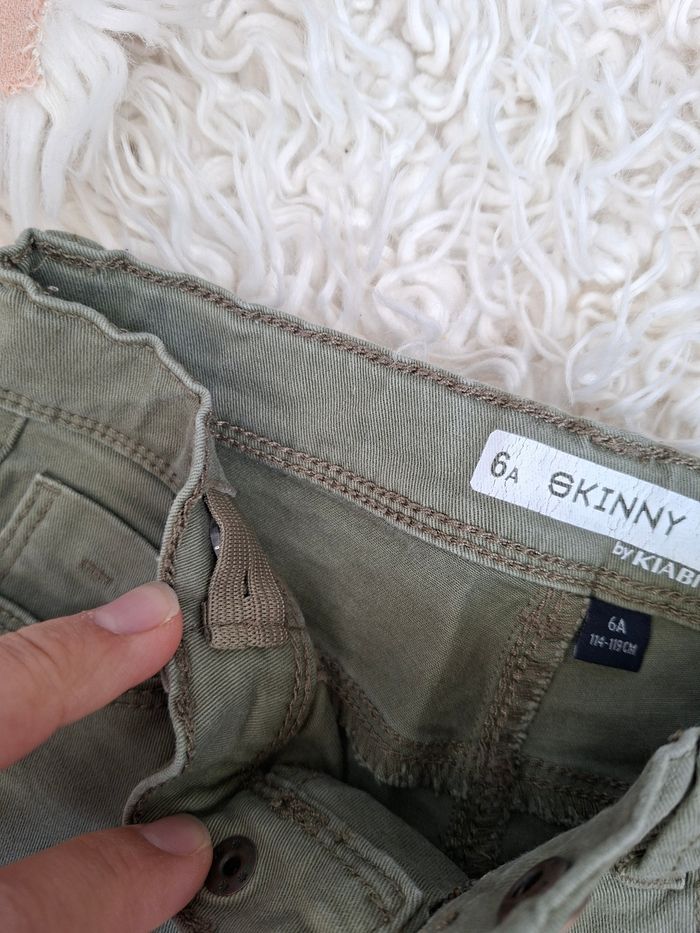 6A SKINNY
by KIABI
6A
114-119 CM